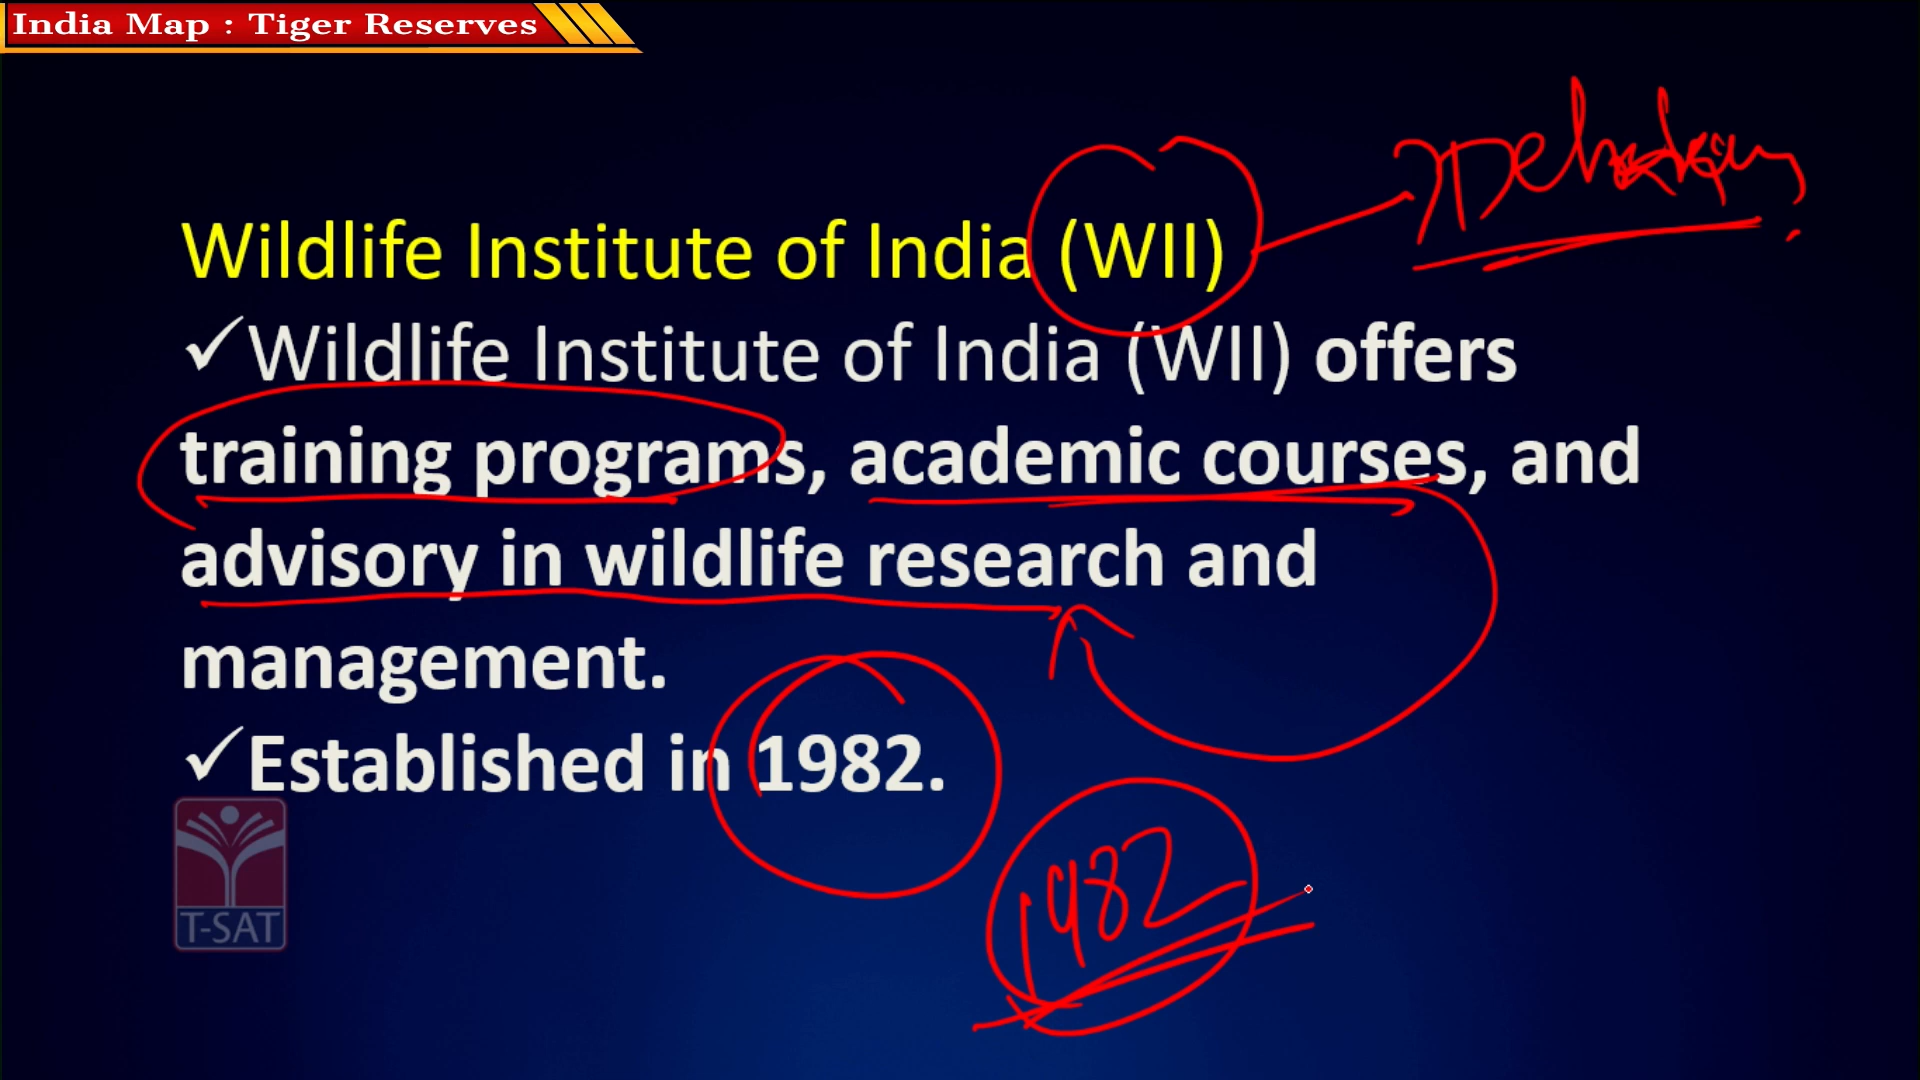 India Map : Tiger Reserves
Wildlife Institute of India (WII)
✓Wildlife Institute of India (WII) offers
training programs, academic courses, and
advisory in wildlife research and
management.
✓Established in 1982.
1982
T-SAT